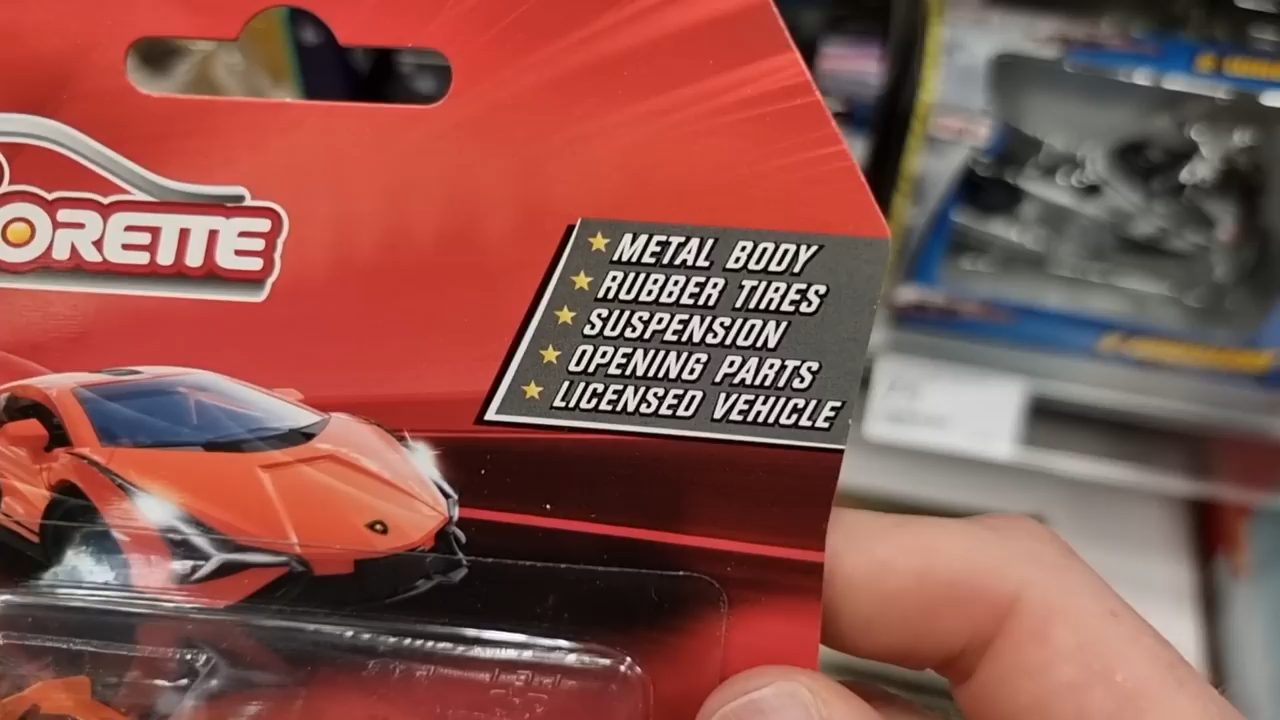 ORETTE
METAL BODY
RUBBER TIRES
SUSPENSION
OPENING PARTS
LICENSED VEHICLE